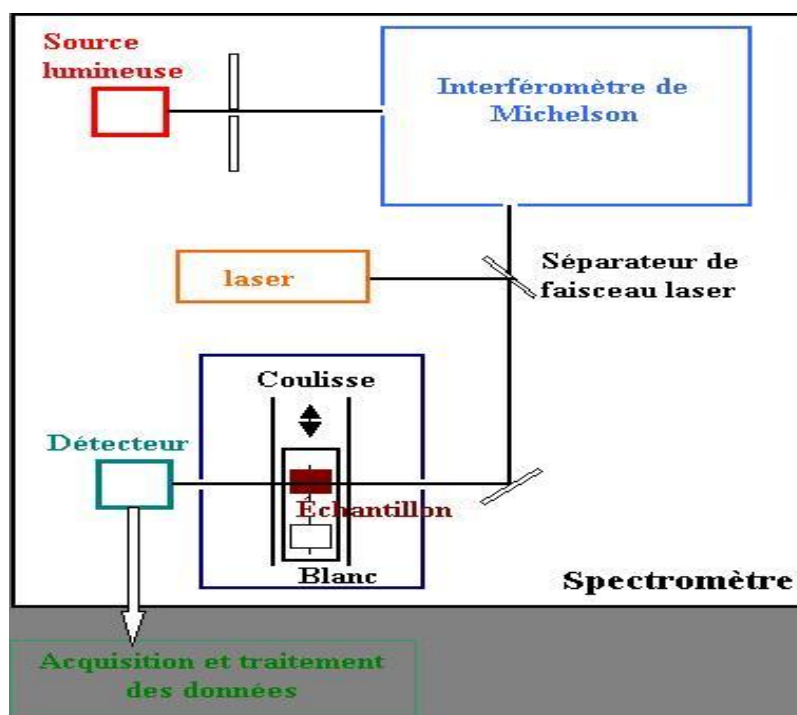 Source
lumineuse
Interféromètre de
Michelson
laser
Séparateur de
faisceau laser
Coulisse
Détecteur
Échantillon
Blanc
Spectromètre
Acquisition et traitement
des données